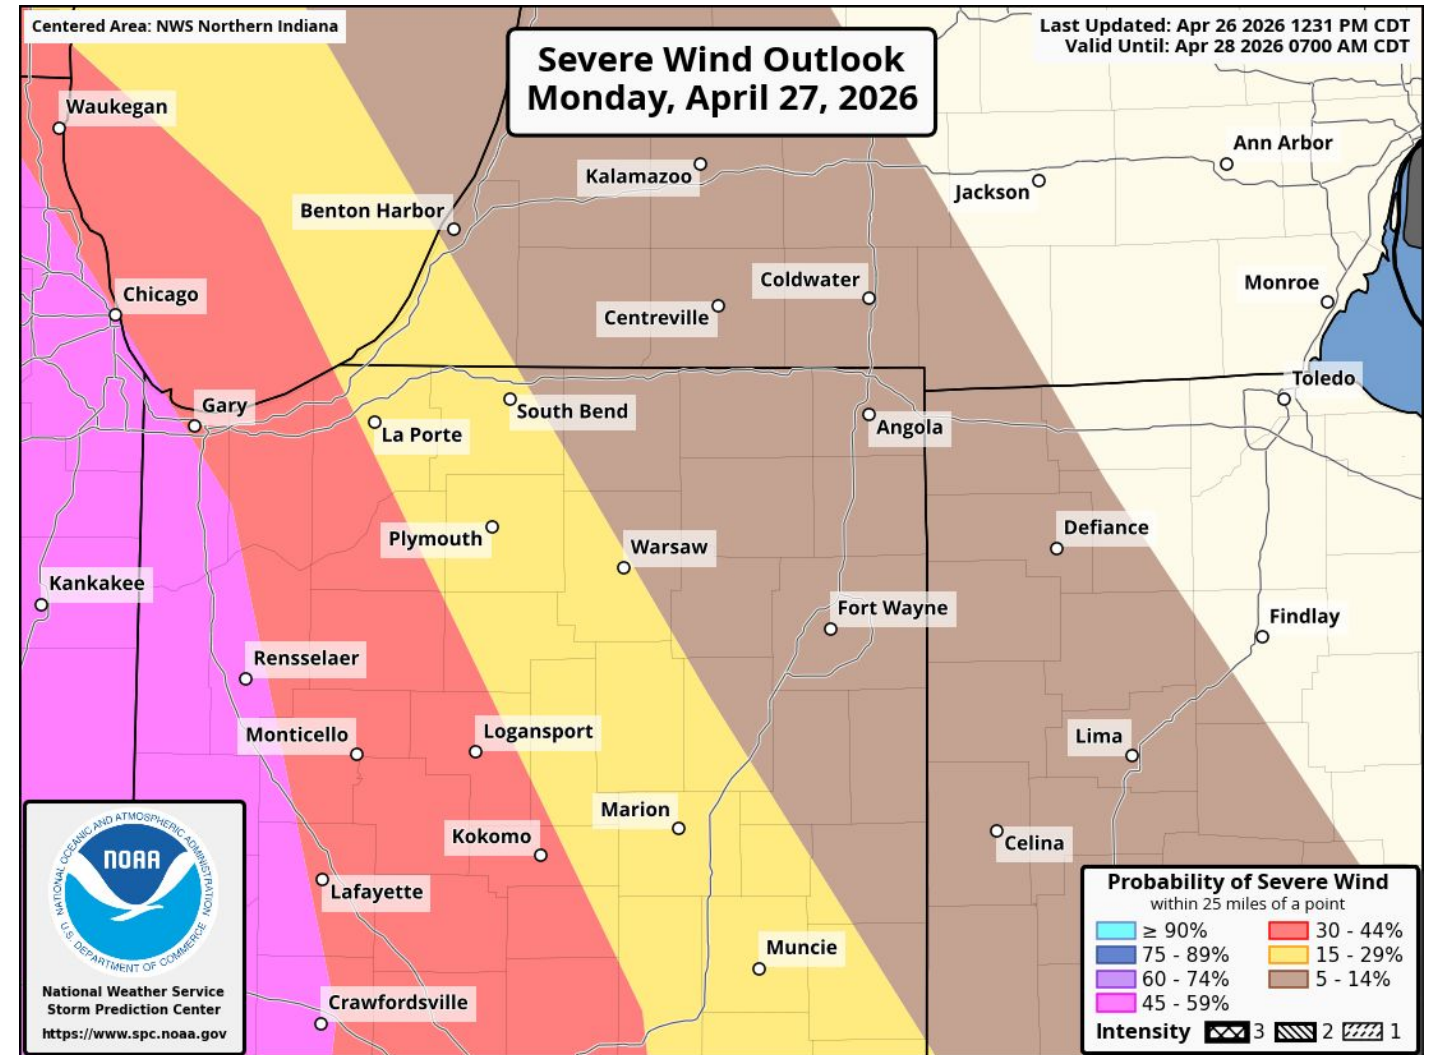 Centered Area: NWS Northern Indiana
Last Updated: Apr 26 2026 1231 PM CDT
Valid Until: Apr 28 2026 0700 AM CDT
Severe Wind Outlook
Monday, April 27, 2026
Waukegan
Ann Arbor
Kalamazoo
Jackson
Benton Harbor
Coldwater
Monroe
Chicago
Centreville
Toledo
Gary
South Bend
La Porte
Angola
Defiance
Plymouth
Warsaw
Kankakee
Fort Wayne
Findlay
Rensselaer
Monticello
Logansport
Lima
Marion
Kokomo
Celina
Lafayette
Muncie
Crawfordsville
NATIONAL OCEANIC AND ATMOSPHERIC ADMINISTRATION
NOAA
U.S. DEPARTMENT OF COMMERCE
National Weather Service
Storm Prediction Center
https://www.spc.noaa.gov
Probability of Severe Wind
within 25 miles of a point
≥ 90%
75 - 89%
60 - 74%
45 - 59%
30 - 44%
15 - 29%
5 - 14%
Intensity 3 2 1